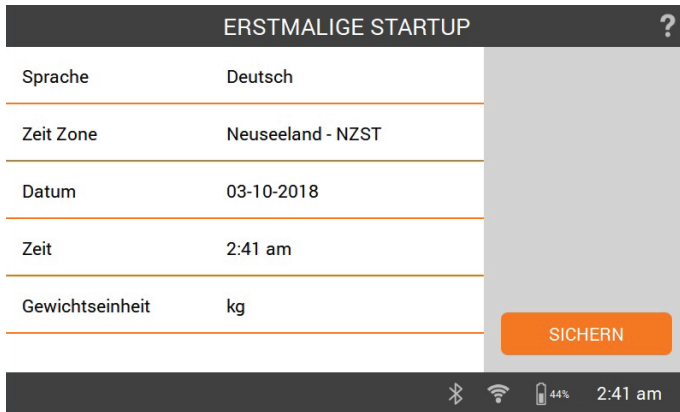 ERSTMALIGE STARTUP ?
Sprache Deutsch
Zeit Zone Neuseeland - NZST
Datum 03-10-2018
Zeit 2:41 am
Gewichtseinheit kg
SICHERN
44% 2:41 am